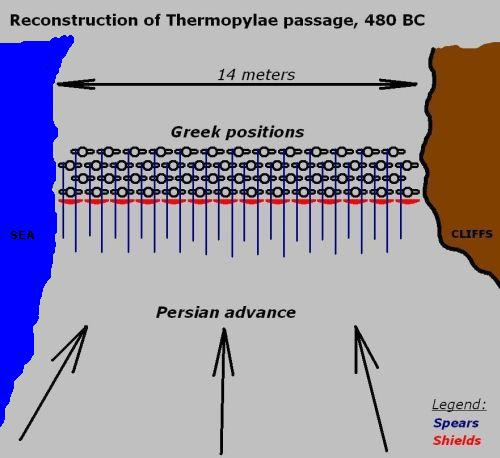 Reconstruction of Thermopylae passage, 480 BC
14 meters
Greek positions
SEA
CLIFFS
Persian advance
Legend:
Spears
Shields